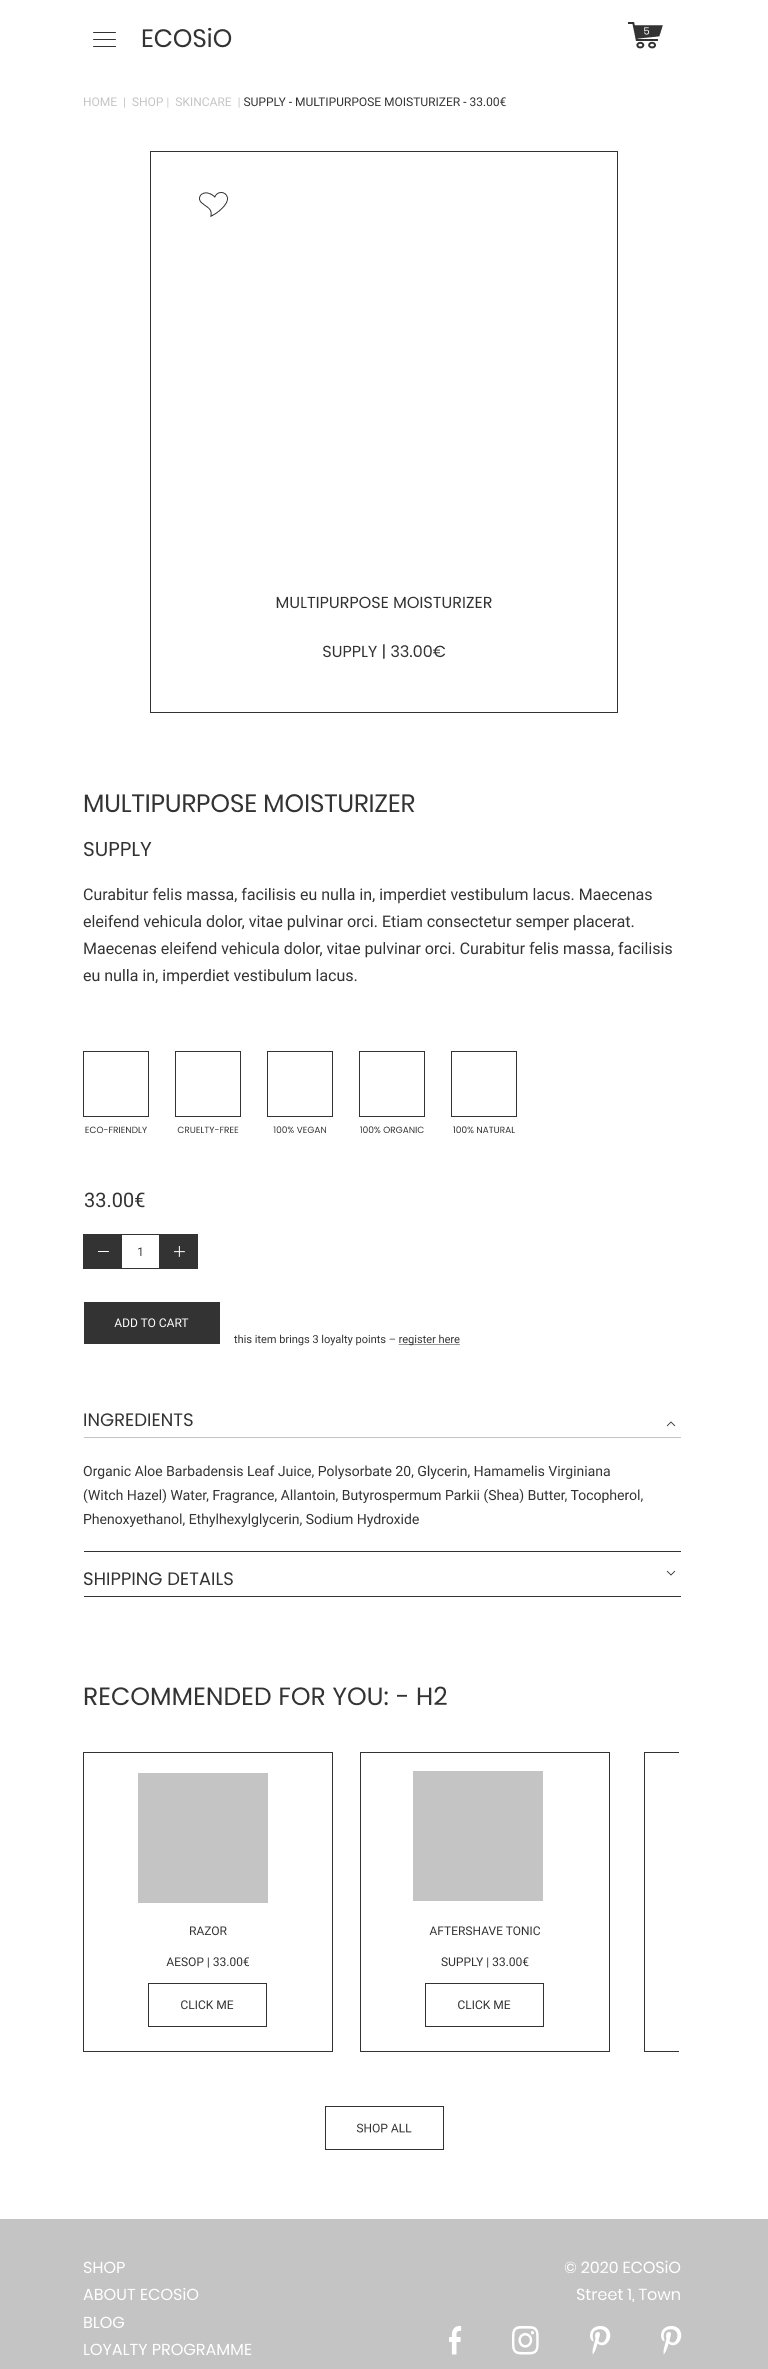 ECOSiO
5
HOME | SHOP | SKINCARE | SUPPLY - MULTIPURPOSE MOISTURIZER - 33.00€
MULTIPURPOSE MOISTURIZER
SUPPLY | 33.00€
MULTIPURPOSE MOISTURIZER
SUPPLY
Curabitur felis massa, facilisis eu nulla in, imperdiet vestibulum lacus. Maecenas
eleifend vehicula dolor, vitae pulvinar orci. Etiam consectetur semper placerat.
Maecenas eleifend vehicula dolor, vitae pulvinar orci. Curabitur felis massa, facilisis
eu nulla in, imperdiet vestibulum lacus.
ECO-FRIENDLY CRUELTY-FREE 100% VEGAN 100% ORGANIC 100% NATURAL
33.00€
1
ADD TO CART
this item brings 3 loyalty points – register here
INGREDIENTS
Organic Aloe Barbadensis Leaf Juice, Polysorbate 20, Glycerin, Hamamelis Virginiana
(Witch Hazel) Water, Fragrance, Allantoin, Butyrospermum Parkii (Shea) Butter, Tocopherol,
Phenoxyethanol, Ethylhexylglycerin, Sodium Hydroxide
SHIPPING DETAILS
RECOMMENDED FOR YOU: - H2
RAZOR
AESOP | 33.00€
CLICK ME
AFTERSHAVE TONIC
SUPPLY | 33.00€
CLICK ME
SHOP ALL
SHOP
ABOUT ECOSiO
BLOG
LOYALTY PROGRAMME
© 2020 ECOSiO
Street 1, Town